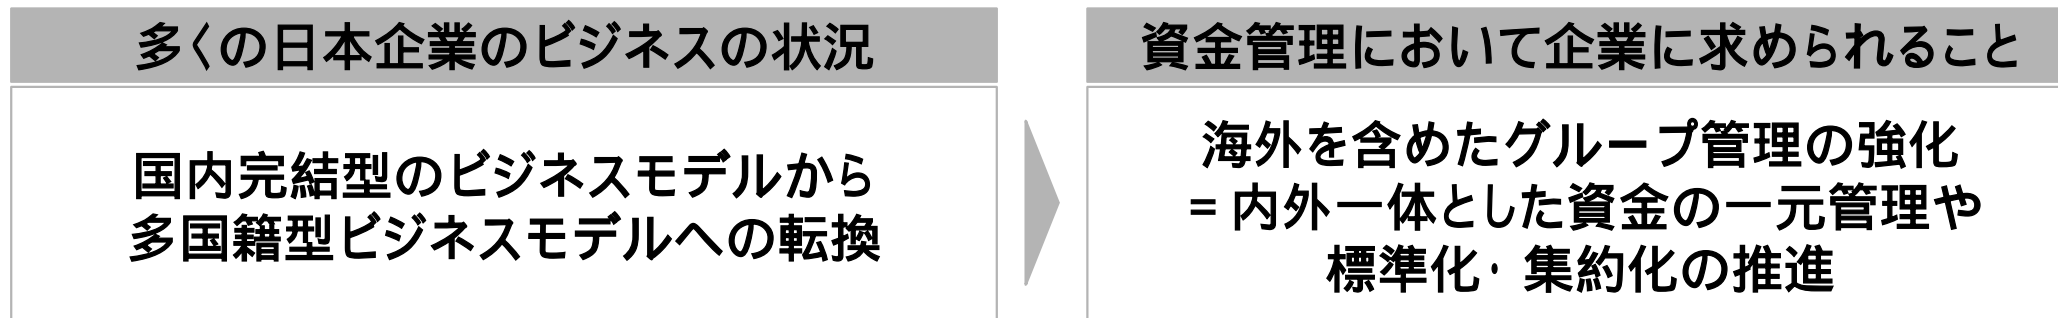 多くの日本企業のビジネスの状況
国内完結型のビジネスモデルから
多国籍型ビジネスモデルへの転換
資金管理において企業に求められること
海外を含めたグループ管理の強化
=内外一体とした資金の一元管理や
標準化・集約化の推進